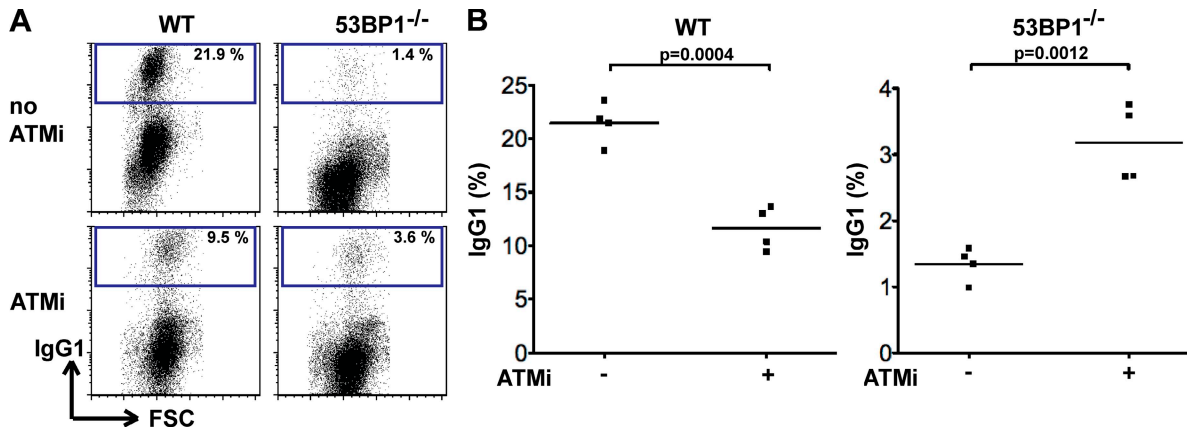 A
WT
53BP1-/-
no
ATMi
21.9 %
1.4 %
ATMi
9.5 %
3.6 %
IgG1
FSC
B
WT
p=0.0004
IgG1 (%)
25
20
15
10
5
0
ATMi
-
+
53BP1-/-
p=0.0012
IgG1 (%)
4
3
2
1
0
ATMi
-
+